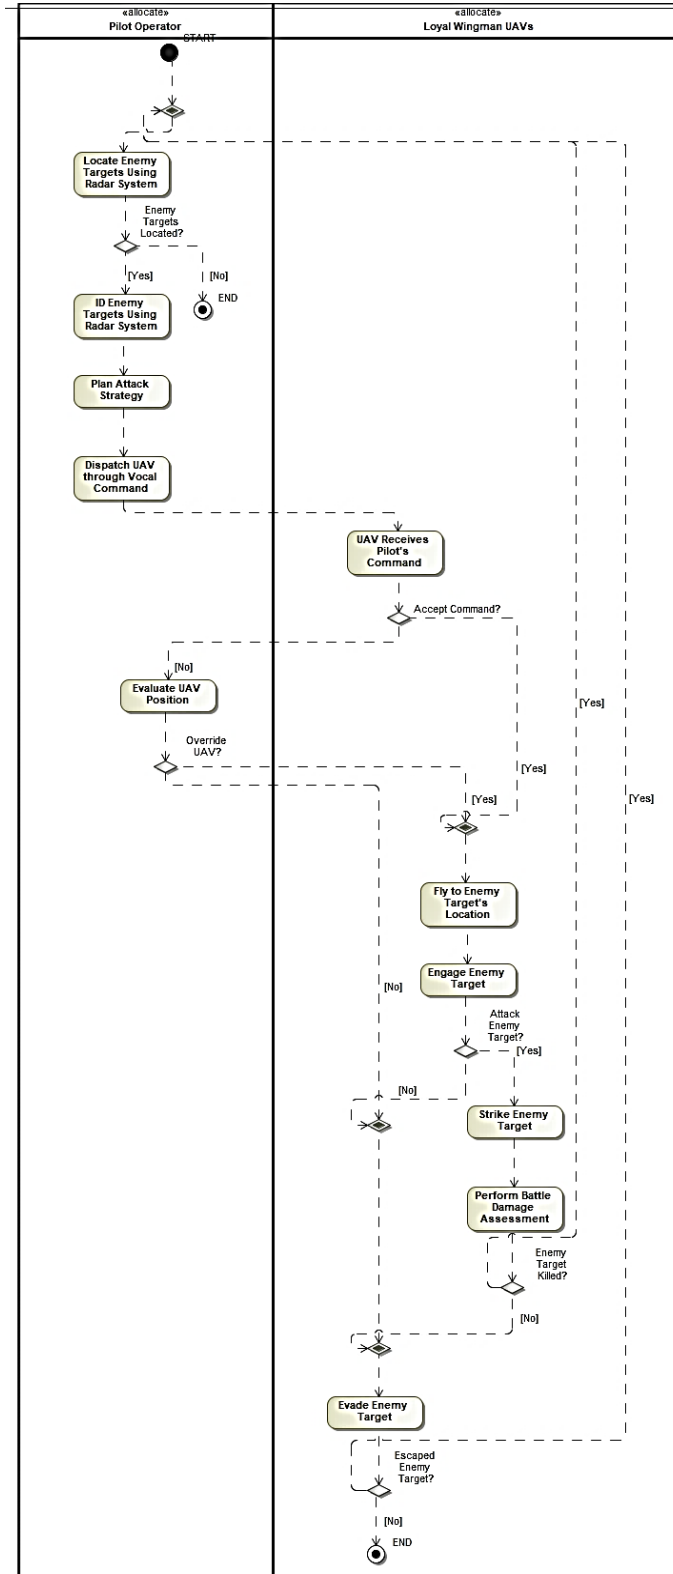 «allocate»
Pilot Operator
«allocate»
Loyal Wingman UAVs
START
Locate Enemy
Targets Using
Radar System
Enemy
Targets
Located?
[Yes]
[No]
END
ID Enemy
Targets Using
Radar System
Plan Attack
Strategy
Dispatch UAV
through Vocal
Command
UAV Receives
Pilot's
Command
Accept Command?
[No]
Evaluate UAV
Position
[Yes]
Override
UAV?
[Yes]
[Yes]
[Yes]
Fly to Enemy
Target's
Location
Engage Enemy
Target
[No]
Attack
Enemy
Target?
[Yes]
[No]
Strike Enemy
Target
Perform Battle
Damage
Assessment
Enemy
Target
Killed?
[No]
Evade Enemy
Target
Escaped
Enemy
Target?
[No]
END